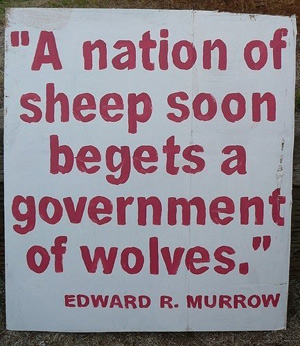 "A nation of
sheep soon
begets a
government
of wolves."
EDWARD R. MURROW